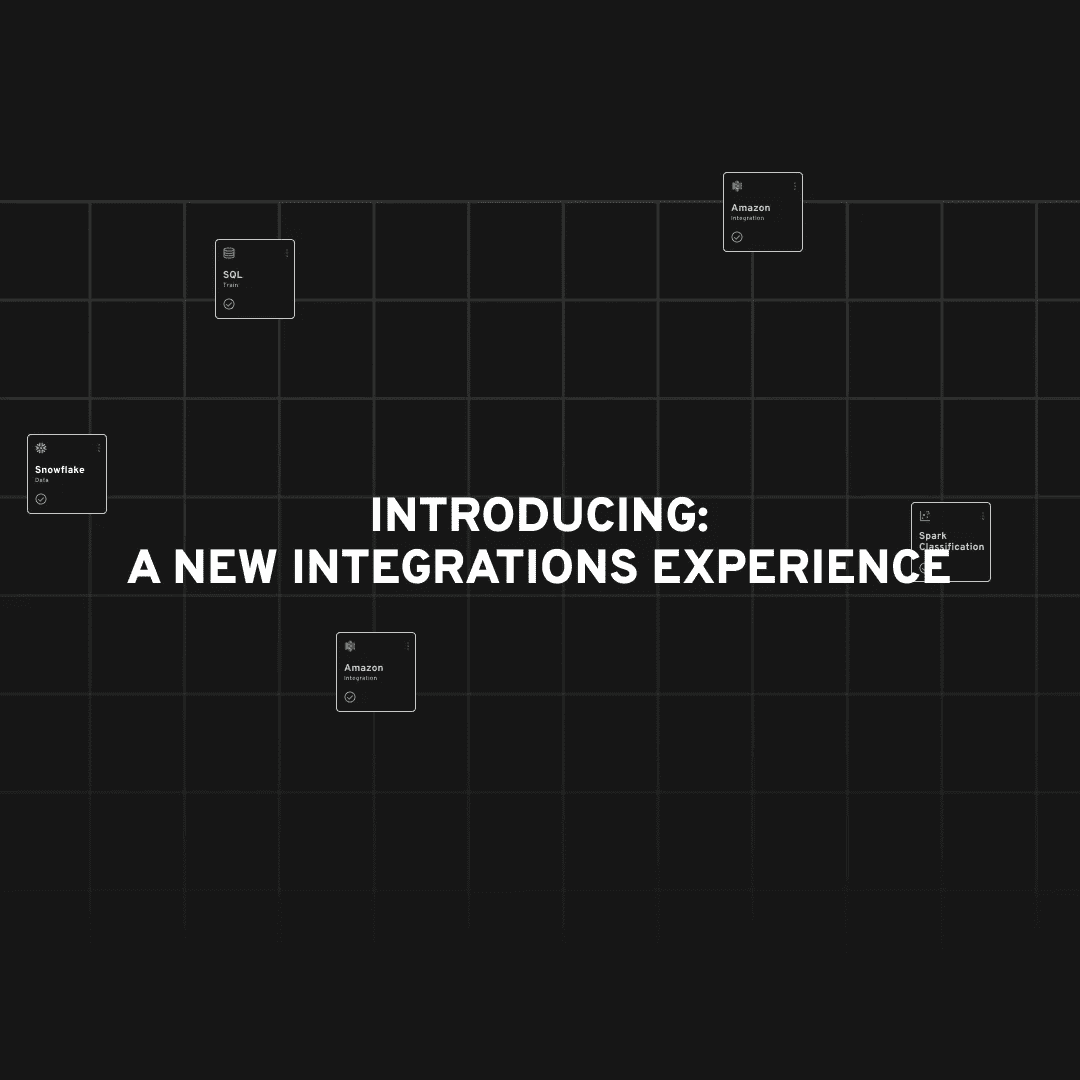 Amazon
Integration
SQL
Train
Snowflake
Data
INTRODUCING:
A NEW INTEGRATIONS EXPERIENCE
Spark
Classification
Amazon
Integration